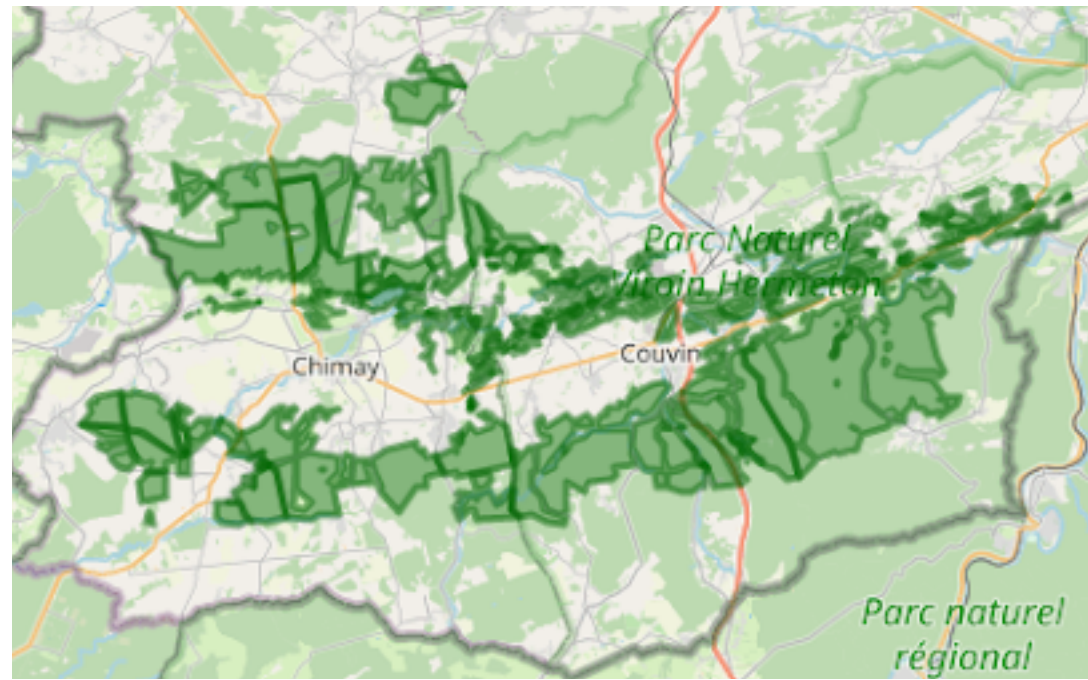 Parc Naturel
Viroin Hermeton
Chimay
Couvin
Parc naturel
régional